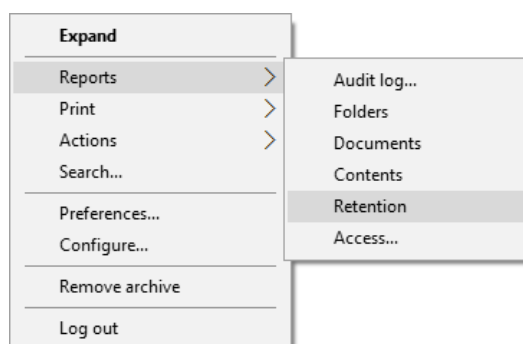 Expand
Reports
Print
Actions
Search...
Preferences...
Configure...
Remove archive
Log out
Audit log...
Folders
Documents
Contents
Retention
Access...